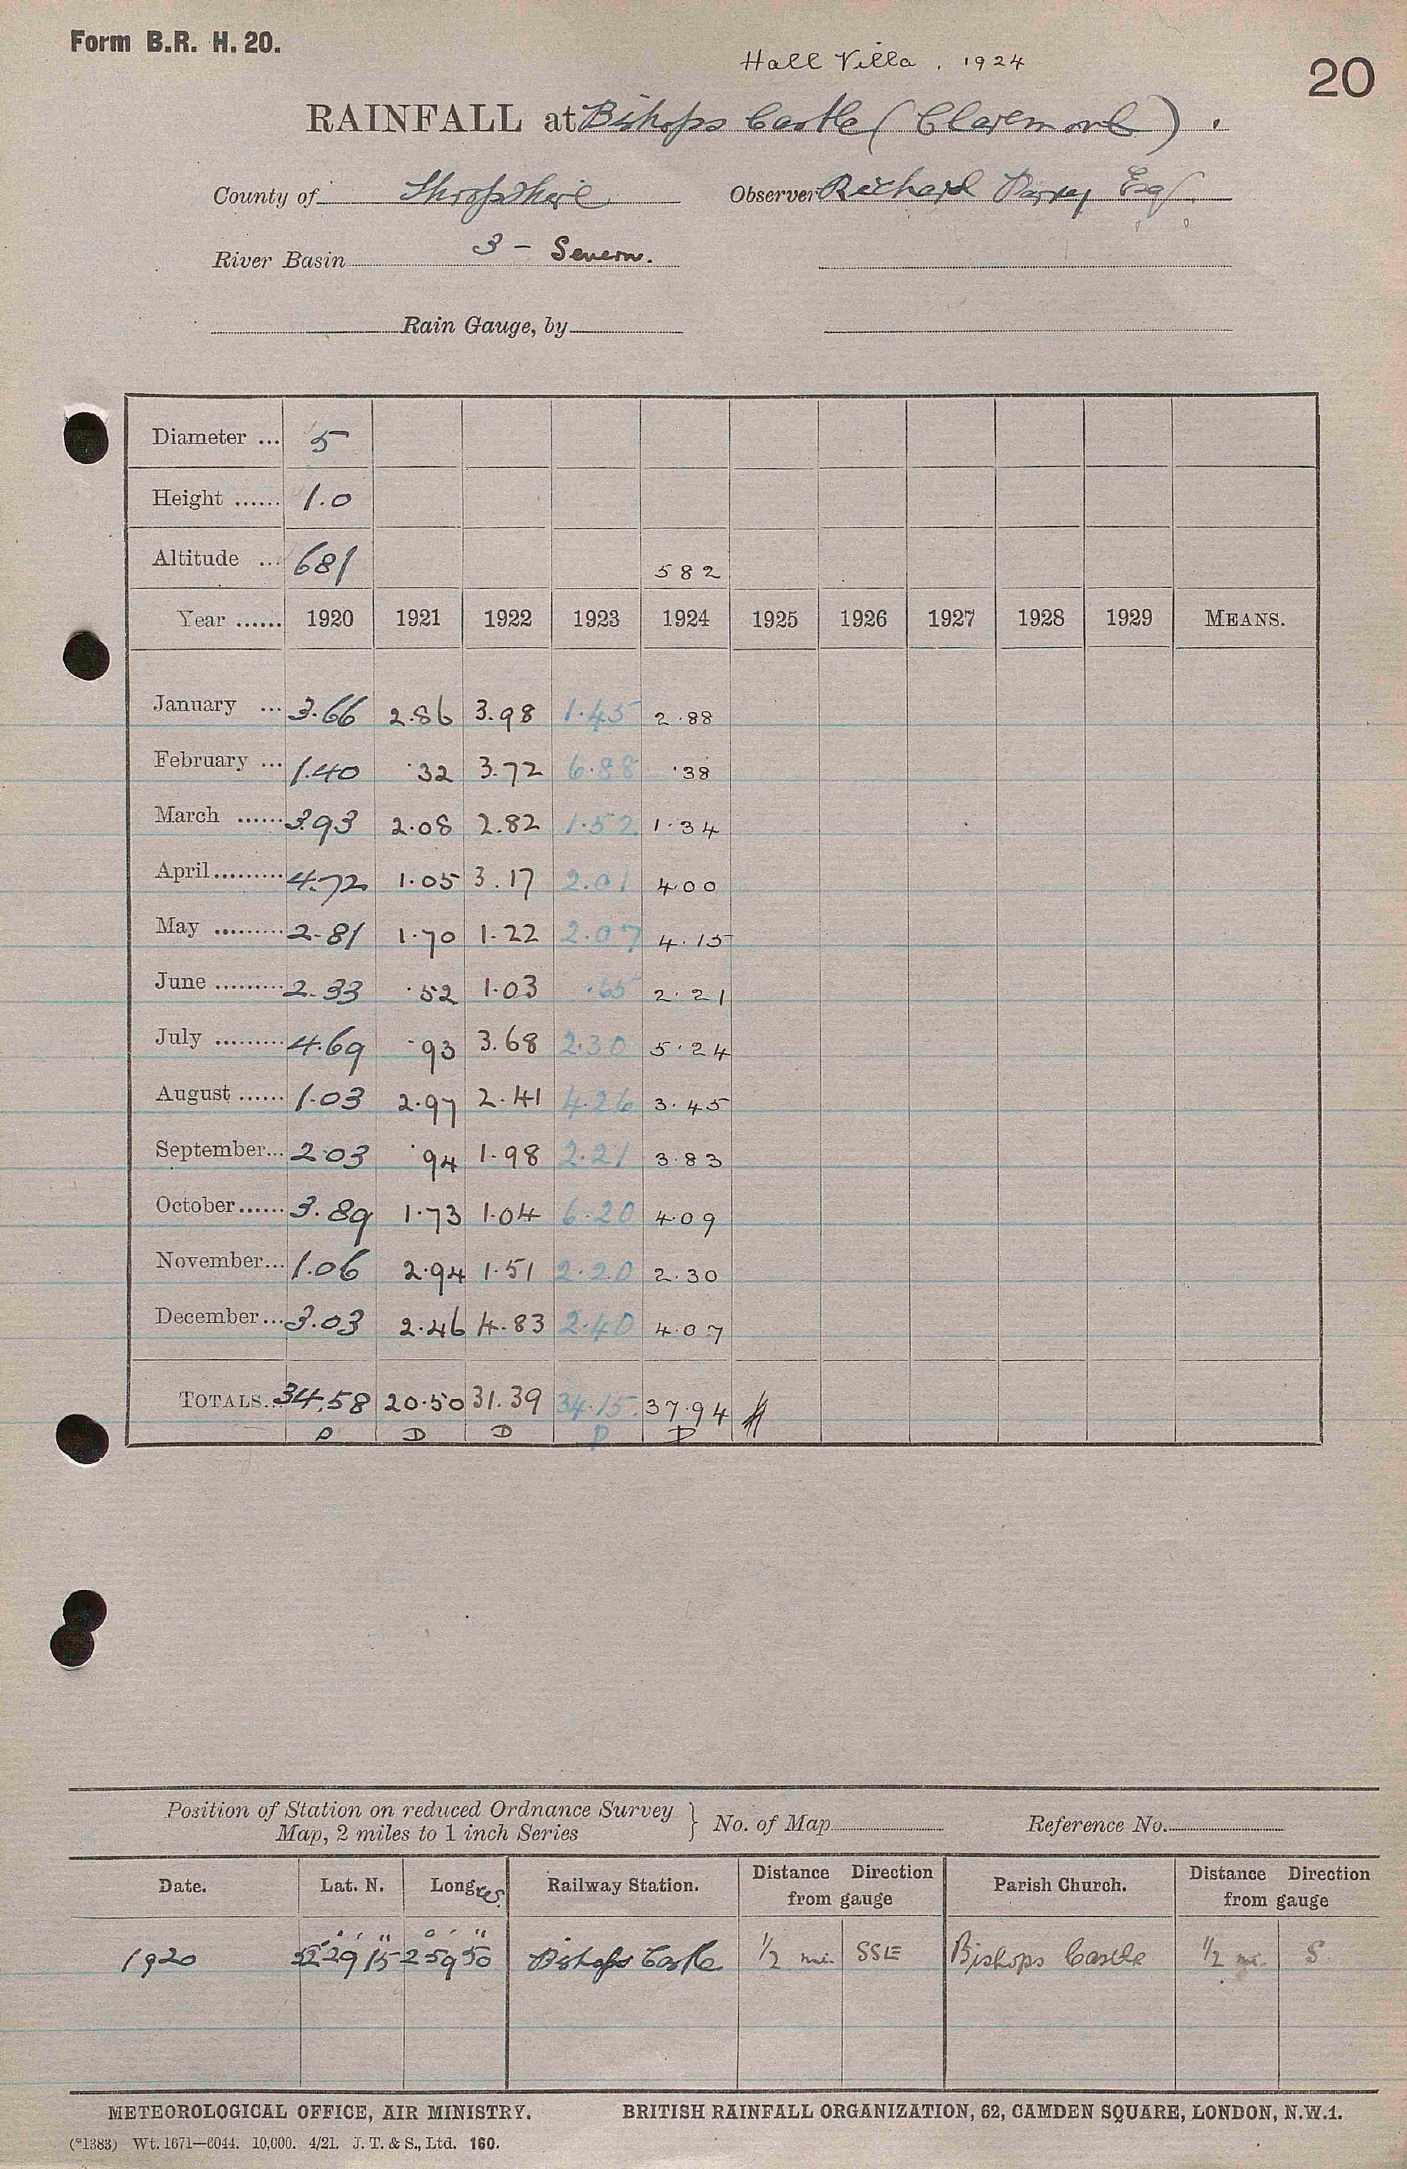 Form B.R. H. 20.
Hall Villa . 1924
20
RAINFALL at Bishops Castle (Claremont) .
County of Shropshire Observer Richard Esq
River Basin 3 - Severn.
Rain Gauge, by
Diameter ... 5
Height ...... 1.0
Altitude ... 681 582
Year ...... 1920 1921 1922 1923 1924 1925 1926 1927 1928 1929 MEANS.
January ... 3.66 2.86 3.98 1.45 2.88
February ... 1.40 .32 3.72 6.88 .38
March ...... 3.93 2.08 2.82 1.52 1.34
April ......... 4.72 1.05 3.17 2.01 4.00
May ......... 2.81 1.70 1.22 2.07 4.15
June ......... 2.33 .52 1.03 .65 2.21
July ......... 4.69 .93 3.68 2.30 5.24
August ...... 1.03 2.97 2.41 4.26 3.45
September... 2.03 .94 1.98 2.21 3.83
October ...... 3.89 1.73 1.04 6.20 4.09
November... 1.06 2.94 1.51 2.20 2.30
December ... 3.03 2.46 4.83 2.40 4.07
TOTALS. 34.58 20.50 31.39 34.15 37.94
D D D D D
Position of Station on reduced Ordnance Survey
Map, 2 miles to 1 inch Series } No. of Map Reference No.
Date. Lat. N. Long Railway Station. Distance Direction from gauge Parish Church. Distance Direction from gauge
1920 52° 29' 15" 2° 59' 50" Bishops Castle 1/2 mi. SSE Bishops Castle 1/2 mi. S
METEOROLOGICAL OFFICE, AIR MINISTRY. BRITISH RAINFALL ORGANIZATION, 62, CAMDEN SQUARE, LONDON, N.W.1.
(*1383) Wt. 1671—6044. 10,000. 4/21. J. T. & S., Ltd. 160.